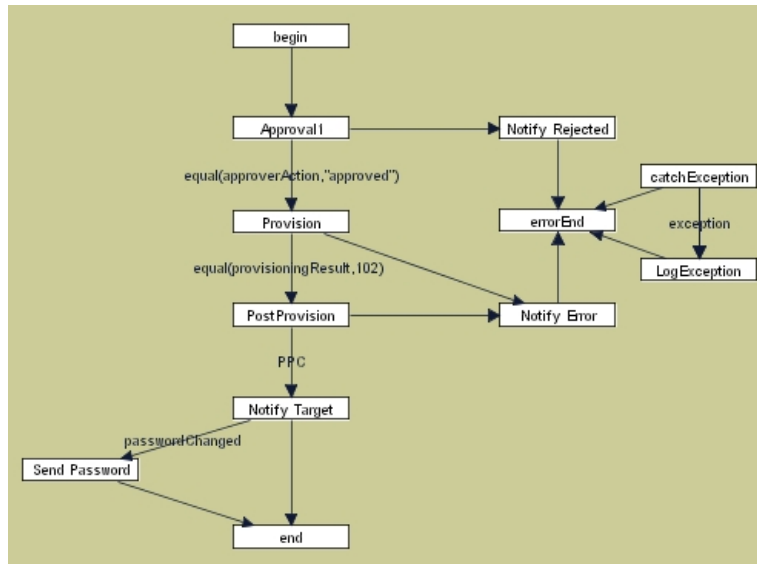 begin
Approval1
Notify Rejected
equal(approverAction,"approved")
catchException
Provision
errorEnd
exception
equal(provisioningResult,102)
LogException
PostProvision
Notify Error
PPC
Notify Target
passwordChanged
Send Password
end